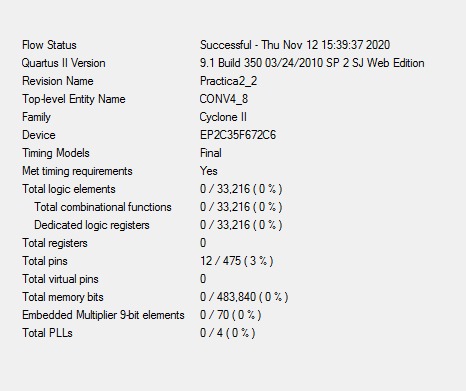 Flow Status Successful - Thu Nov 12 15:39:37 2020
Quartus II Version 9.1 Build 350 03/24/2010 SP 2 SJ Web Edition
Revision Name Practica2_2
Top-level Entity Name CONV4_8
Family Cyclone II
Device EP2C35F672C6
Timing Models Final
Met timing requirements Yes
Total logic elements 0 / 33,216 ( 0 % )
Total combinational functions 0 / 33,216 ( 0 % )
Dedicated logic registers 0 / 33,216 ( 0 % )
Total registers 0
Total pins 12 / 475 ( 3 % )
Total virtual pins 0
Total memory bits 0 / 483,840 ( 0 % )
Embedded Multiplier 9-bit elements 0 / 70 ( 0 % )
Total PLLs 0 / 4 ( 0 % )